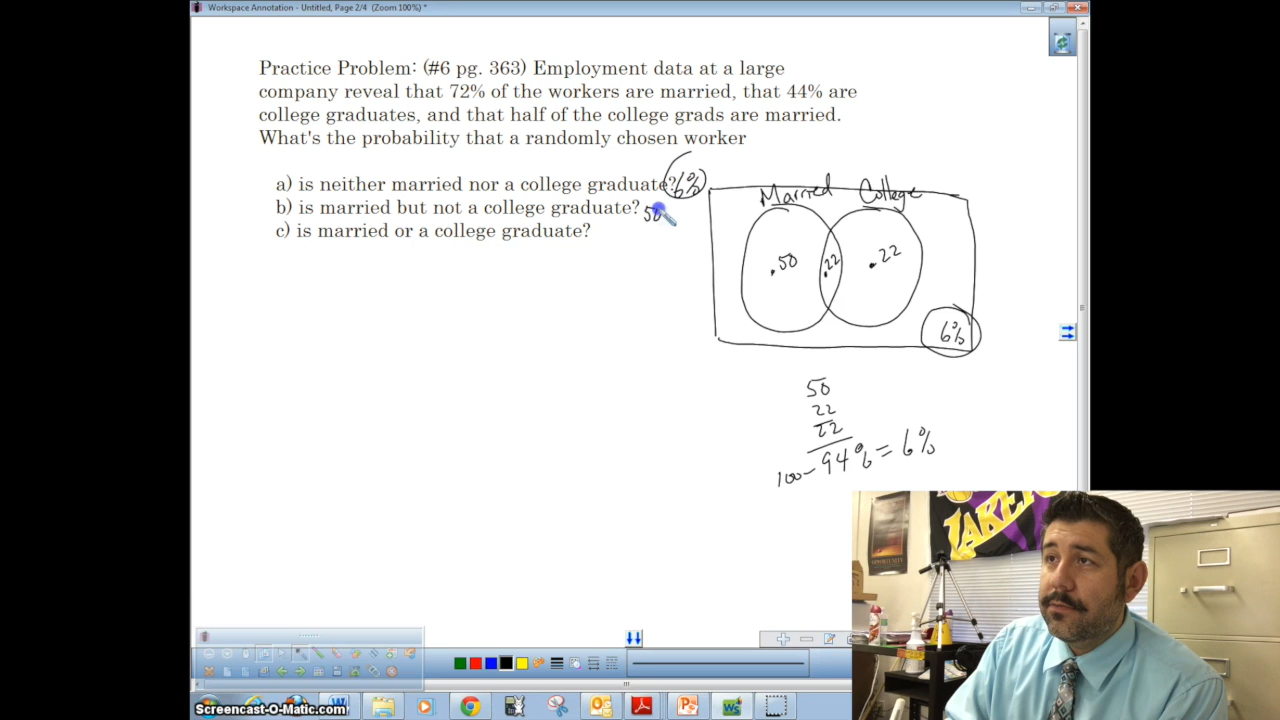 Workspace Annotation - Untitled, Page 2/4 (Zoom 100%) *
Practice Problem: (#6 pg. 363) Employment data at a large
company reveal that 72% of the workers are married, that 44% are
college graduates, and that half of the college grads are married.
What's the probability that a randomly chosen worker
a) is neither married nor a college graduate? 6%
b) is married but not a college graduate? 50
c) is married or a college graduate?
Married College
.50 .22 .22
6%
50
22
22
100-94%=6%
LAKERS
Screencast-O-Matic.com